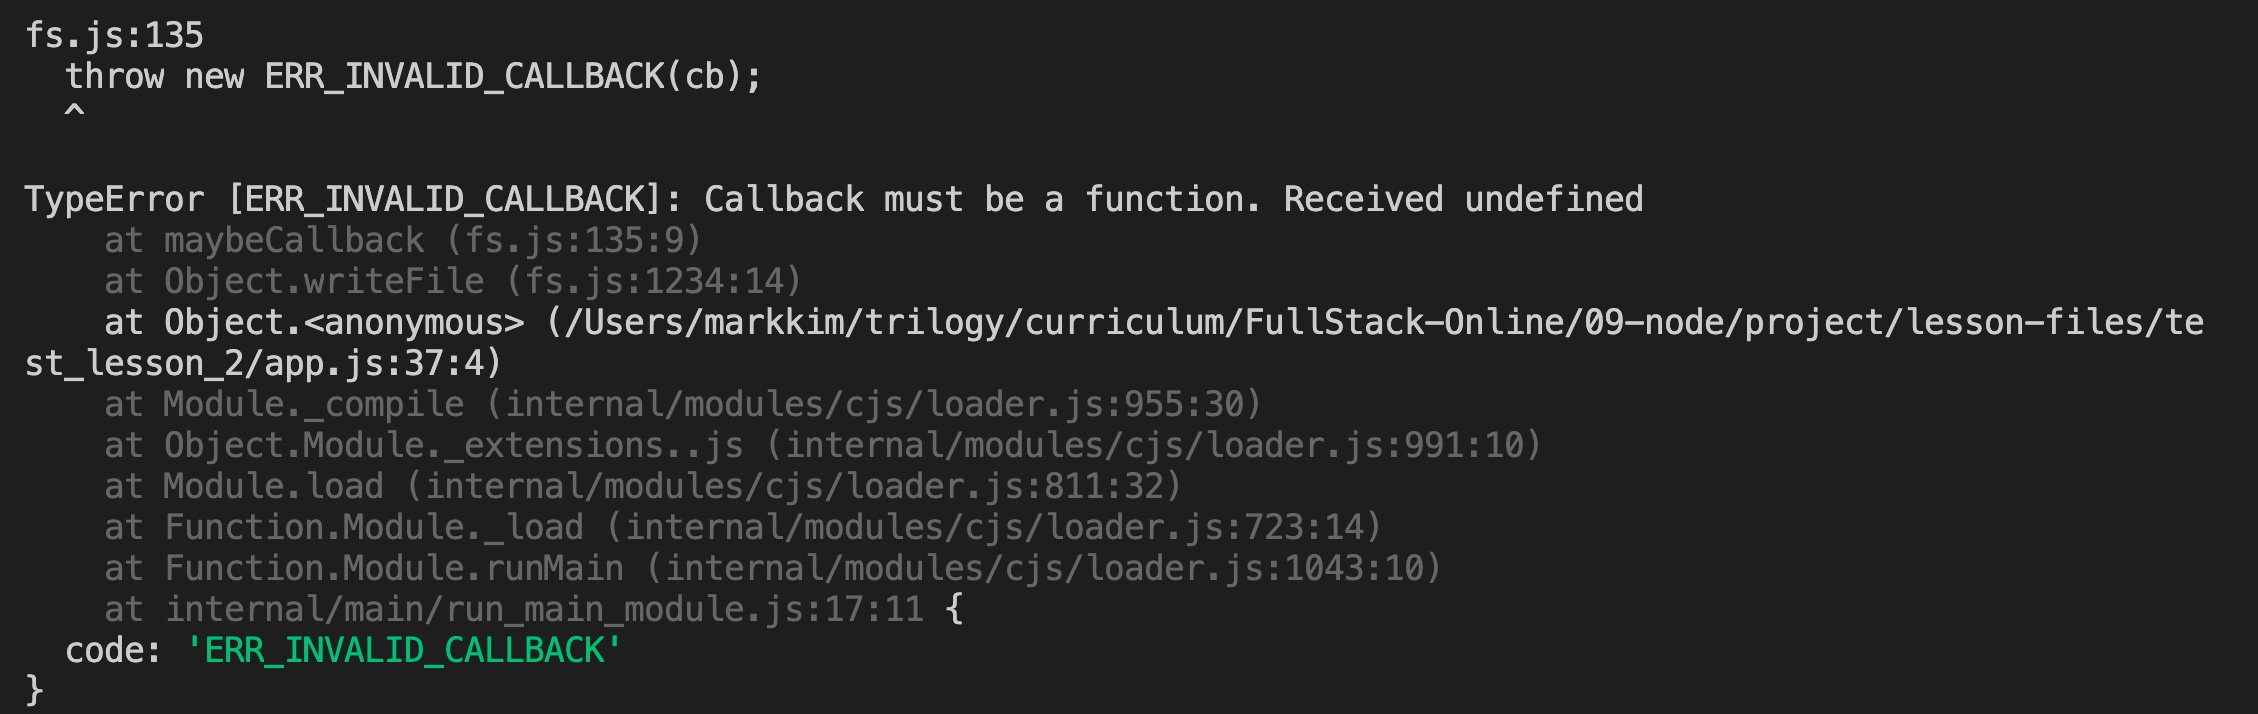 fs.js:135
  throw new ERR_INVALID_CALLBACK(cb);
  ^

TypeError [ERR_INVALID_CALLBACK]: Callback must be a function. Received undefined
    at maybeCallback (fs.js:135:9)
    at Object.writeFile (fs.js:1234:14)
    at Object.<anonymous> (/Users/markkim/trilogy/curriculum/FullStack-Online/09-node/project/lesson-files/te
st_lesson_2/app.js:37:4)
    at Module._compile (internal/modules/cjs/loader.js:955:30)
    at Object.Module._extensions..js (internal/modules/cjs/loader.js:991:10)
    at Module.load (internal/modules/cjs/loader.js:811:32)
    at Function.Module._load (internal/modules/cjs/loader.js:723:14)
    at Function.Module.runMain (internal/modules/cjs/loader.js:1043:10)
    at internal/main/run_main_module.js:17:11 {
  code: 'ERR_INVALID_CALLBACK'
}